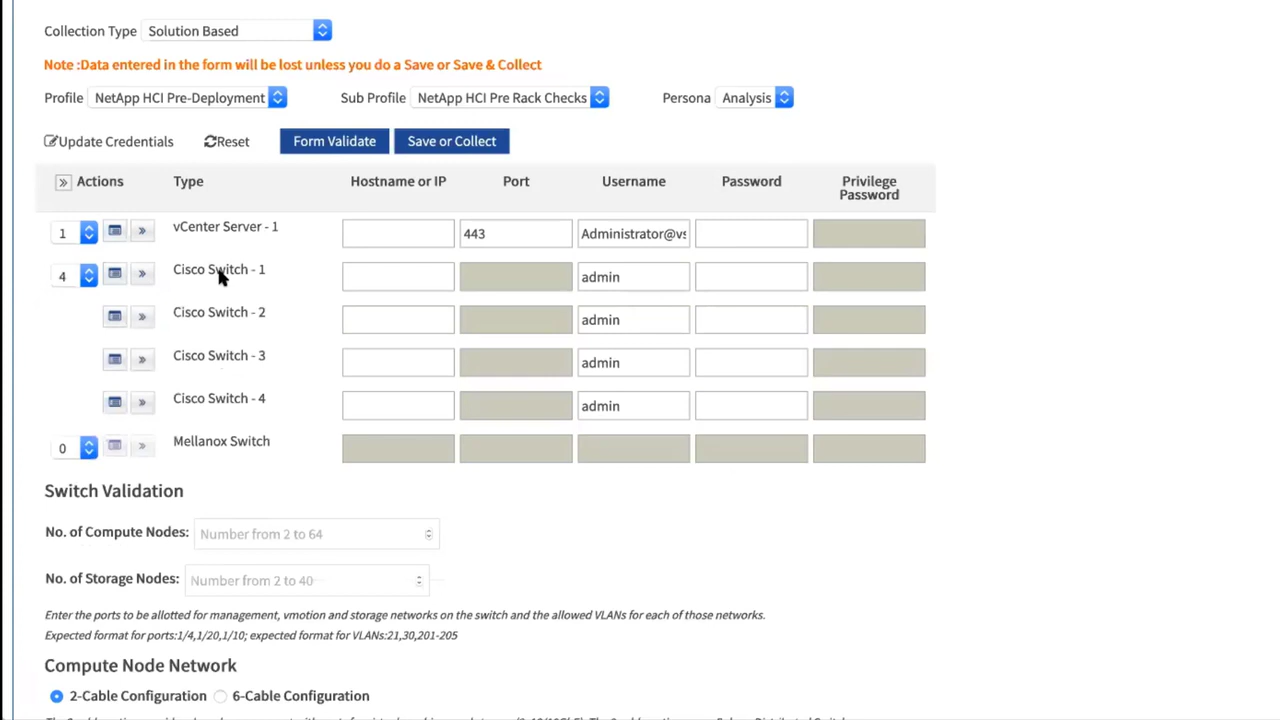 Collection Type Solution Based
Note :Data entered in the form will be lost unless you do a Save or Save & Collect
Profile NetApp HCI Pre-Deployment Sub Profile NetApp HCI Pre Rack Checks Persona Analysis
Update Credentials Reset Form Validate Save or Collect
Actions Type Hostname or IP Port Username Password Privilege Password
1 vCenter Server - 1 443 Administrator@vs
4 Cisco Switch - 1 admin
Cisco Switch - 2 admin
Cisco Switch - 3 admin
Cisco Switch - 4 admin
0 Mellanox Switch
Switch Validation
No. of Compute Nodes: Number from 2 to 64
No. of Storage Nodes: Number from 2 to 40
Enter the ports to be allotted for management, vmotion and storage networks on the switch and the allowed VLANs for each of those networks.
Expected format for ports:1/4,1/20,1/10; expected format for VLANs:21,30,201-205
Compute Node Network
2-Cable Configuration 6-Cable Configuration